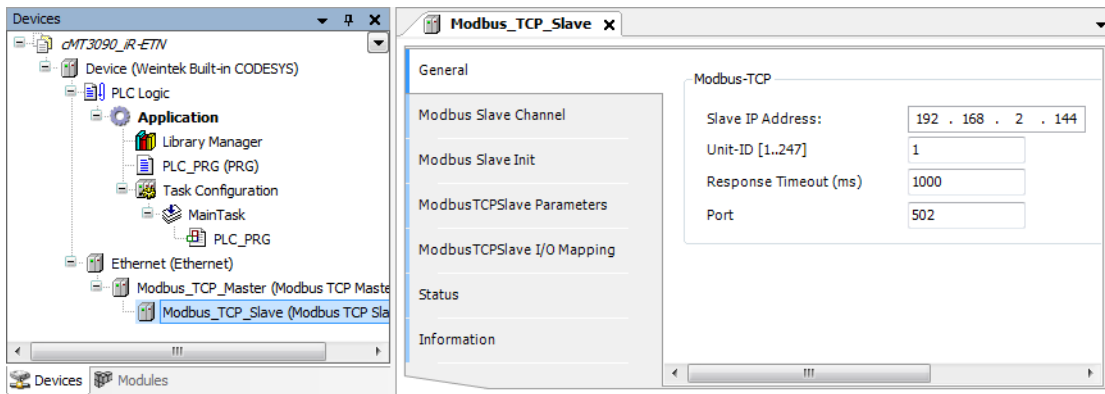 Devices
cMT3090_iR-ETN
Device (Weintek Built-in CODESYS)
PLC Logic
Application
Library Manager
PLC_PRG (PRG)
Task Configuration
MainTask
PLC_PRG
Ethernet (Ethernet)
Modbus_TCP_Master (Modbus TCP Maste
Modbus_TCP_Slave (Modbus TCP Sla
Devices
Modules
Modbus_TCP_Slave
General
Modbus Slave Channel
Modbus Slave Init
ModbusTCPSlave Parameters
ModbusTCPSlave I/O Mapping
Status
Information
Modbus-TCP
Slave IP Address: 192 . 168 . 2 . 144
Unit-ID [1..247] 1
Response Timeout (ms) 1000
Port 502